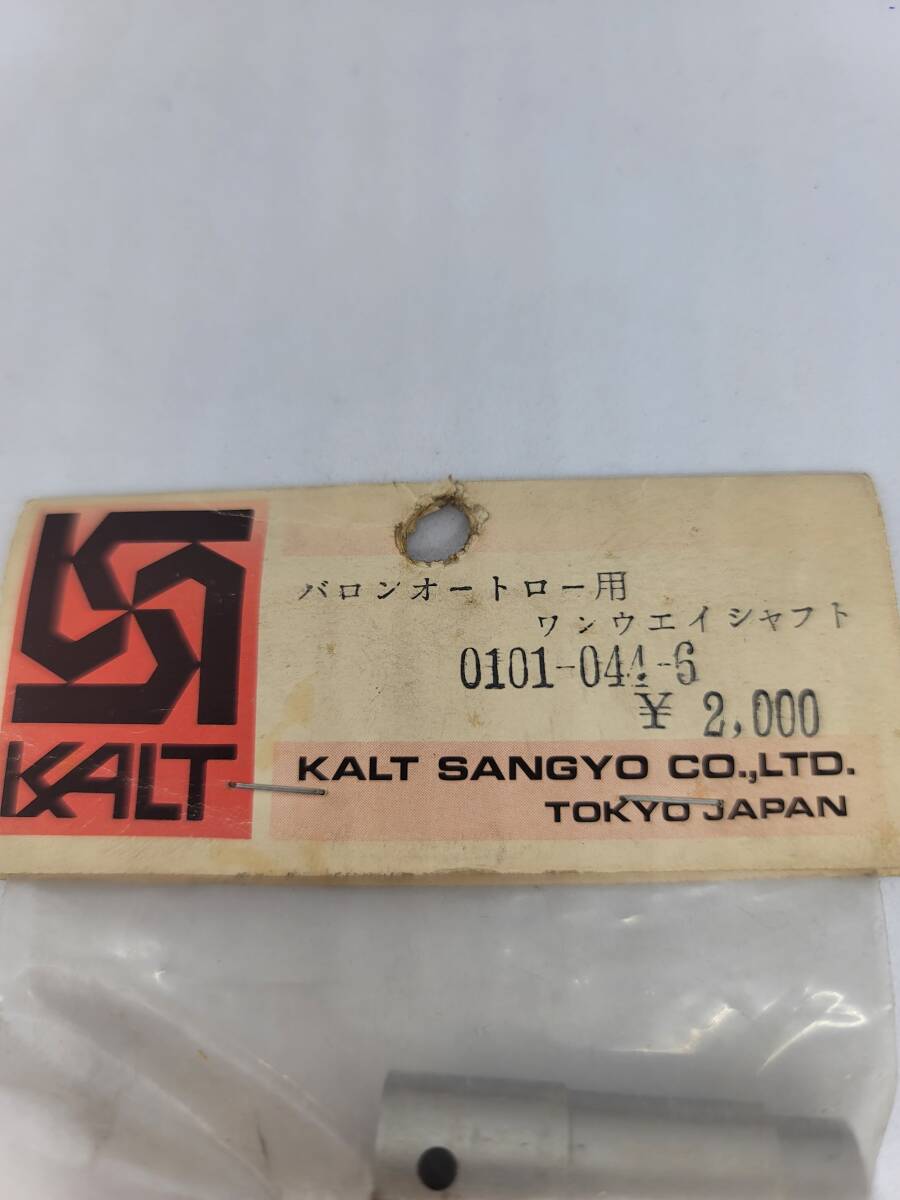 バロンオートロー用
ワンウエイシャフト
0101-044-6
¥ 2,000
KALT
KALT SANGYO CO.,LTD.
TOKYO JAPAN